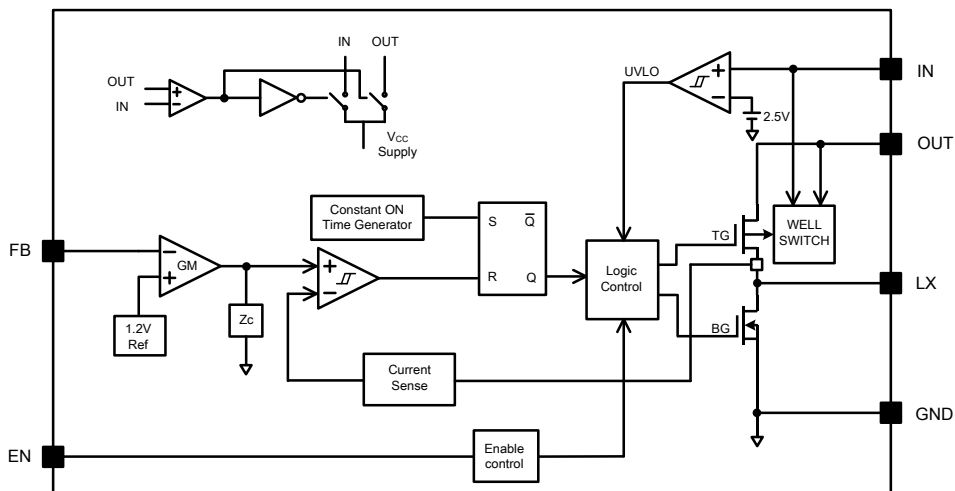 IN OUT
OUT
IN
+
−
V_CC
Supply
UVLO
+
−
2.5V
IN
OUT
Constant ON
Time Generator
S Q̅
R Q
TG
WELL
SWITCH
FB
−
+
GM
+
−
Logic
Control
LX
1.2V
Ref
Zc
BG
Current
Sense
GND
EN
Enable
control